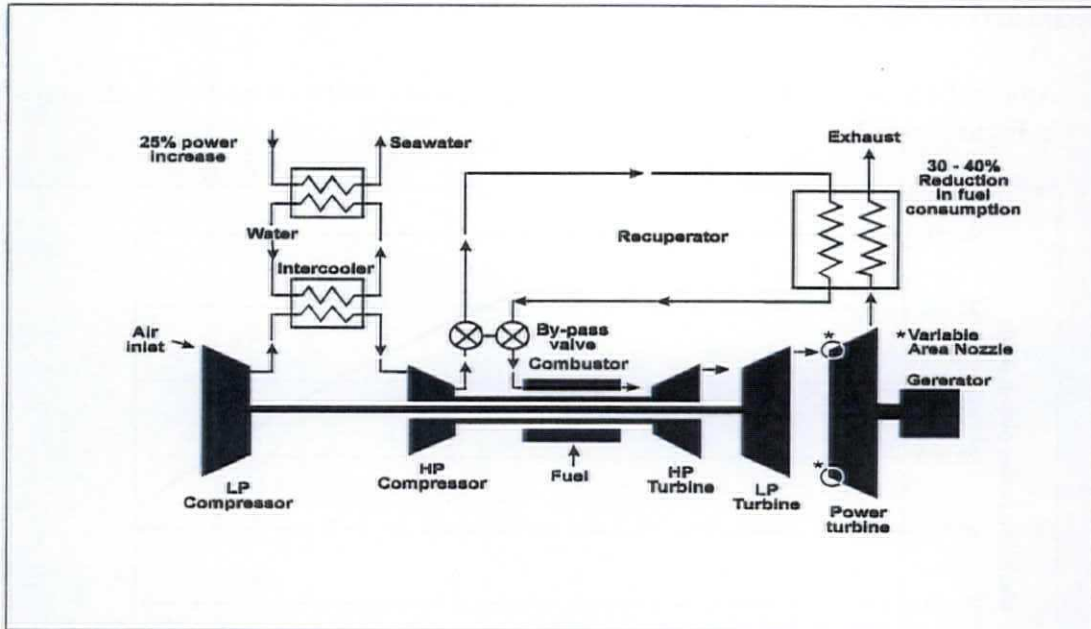 25% power
increase
Seawater
Water
Intercooler
Air
inlet
LP
Compressor
HP
Compressor
By-pass
valve
Combustor
Fuel
HP
Turbine
LP
Turbine
Recuperator
Exhaust
30 - 40%
Reduction
in fuel
consumption
*Variable
Area Nozzle
*
*
Gererator
Power
turbine